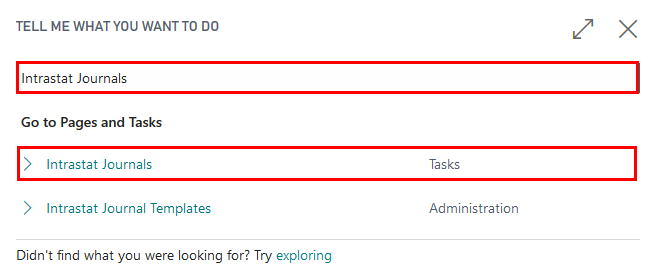 TELL ME WHAT YOU WANT TO DO
Intrastat Journals
Go to Pages and Tasks
Intrastat Journals Tasks
Intrastat Journal Templates Administration
Didn't find what you were looking for? Try exploring